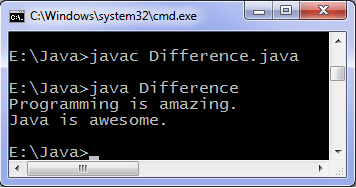 C:\Windows\system32\cmd.exe
E:\Java>javac Difference.java
E:\Java>java Difference
Programming is amazing.
Java is awesome.
E:\Java>_